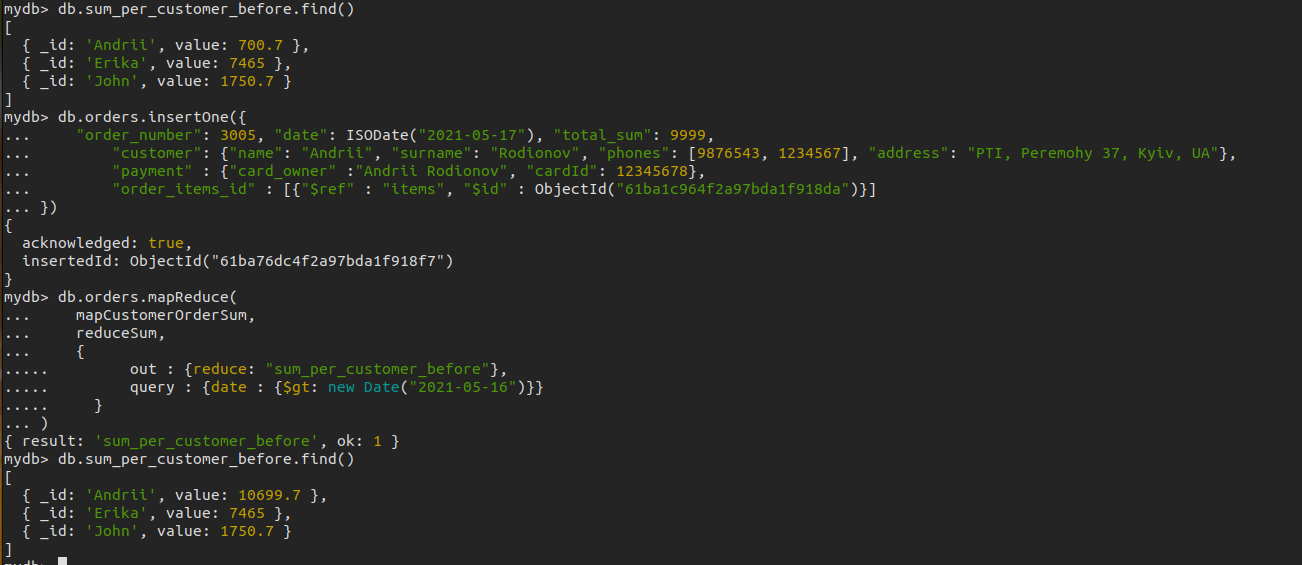 mydb> db.sum_per_customer_before.find()
[
  { _id: 'Andrii', value: 700.7 },
  { _id: 'Erika', value: 7465 },
  { _id: 'John', value: 1750.7 }
]
mydb> db.orders.insertOne({
...     "order_number": 3005, "date": ISODate("2021-05-17"), "total_sum": 9999,
...         "customer": {"name": "Andrii", "surname": "Rodionov", "phones": [9876543, 1234567], "address": "PTI, Peremohy 37, Kyiv, UA"},
...         "payment" : {"card_owner" :"Andrii Rodionov", "cardId": 12345678},
...         "order_items_id" : [{"$ref" : "items", "$id" : ObjectId("61ba1c964f2a97bda1f918da")}]
... })
{
  acknowledged: true,
  insertedId: ObjectId("61ba76dc4f2a97bda1f918f7")
}
mydb> db.orders.mapReduce(
...     mapCustomerOrderSum,
...     reduceSum,
...     {
.....         out : {reduce: "sum_per_customer_before"},
.....         query : {date : {$gt: new Date("2021-05-16")}}
.....     }
... )
{ result: 'sum_per_customer_before', ok: 1 }
mydb> db.sum_per_customer_before.find()
[
  { _id: 'Andrii', value: 10699.7 },
  { _id: 'Erika', value: 7465 },
  { _id: 'John', value: 1750.7 }
]
mydb>